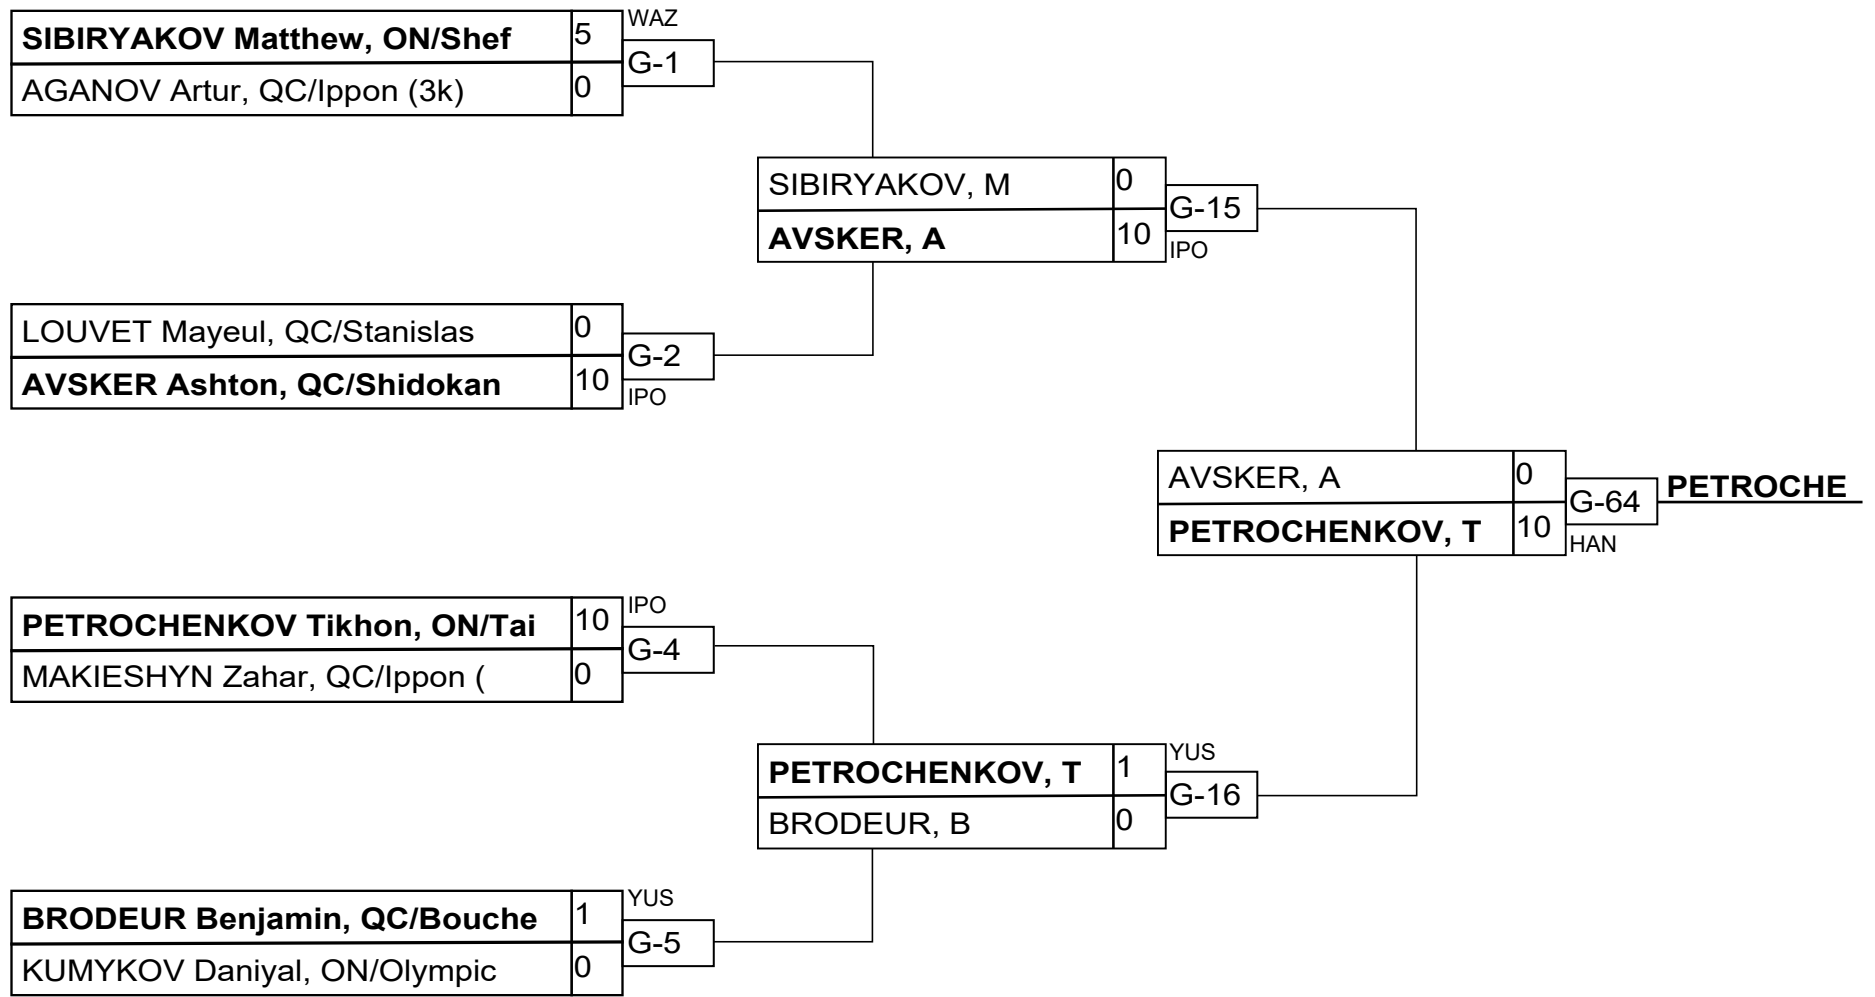 SIBIRYAKOV Matthew, ON/Shef 5 WAZ
G-1
AGANOV Artur, QC/Ippon (3k) 0
SIBIRYAKOV, M 0
G-15
AVSKER, A 10 IPO
LOUVET Mayeul, QC/Stanislas 0
G-2
AVSKER Ashton, QC/Shidokan 10 IPO
AVSKER, A 0
G-64 PETROCHE
PETROCHENKOV, T 10 HAN
PETROCHENKOV Tikhon, ON/Tai 10 IPO
G-4
MAKIESHYN Zahar, QC/Ippon ( 0
PETROCHENKOV, T 1 YUS
G-16
BRODEUR, B 0
BRODEUR Benjamin, QC/Bouche 1 YUS
G-5
KUMYKOV Daniyal, ON/Olympic 0